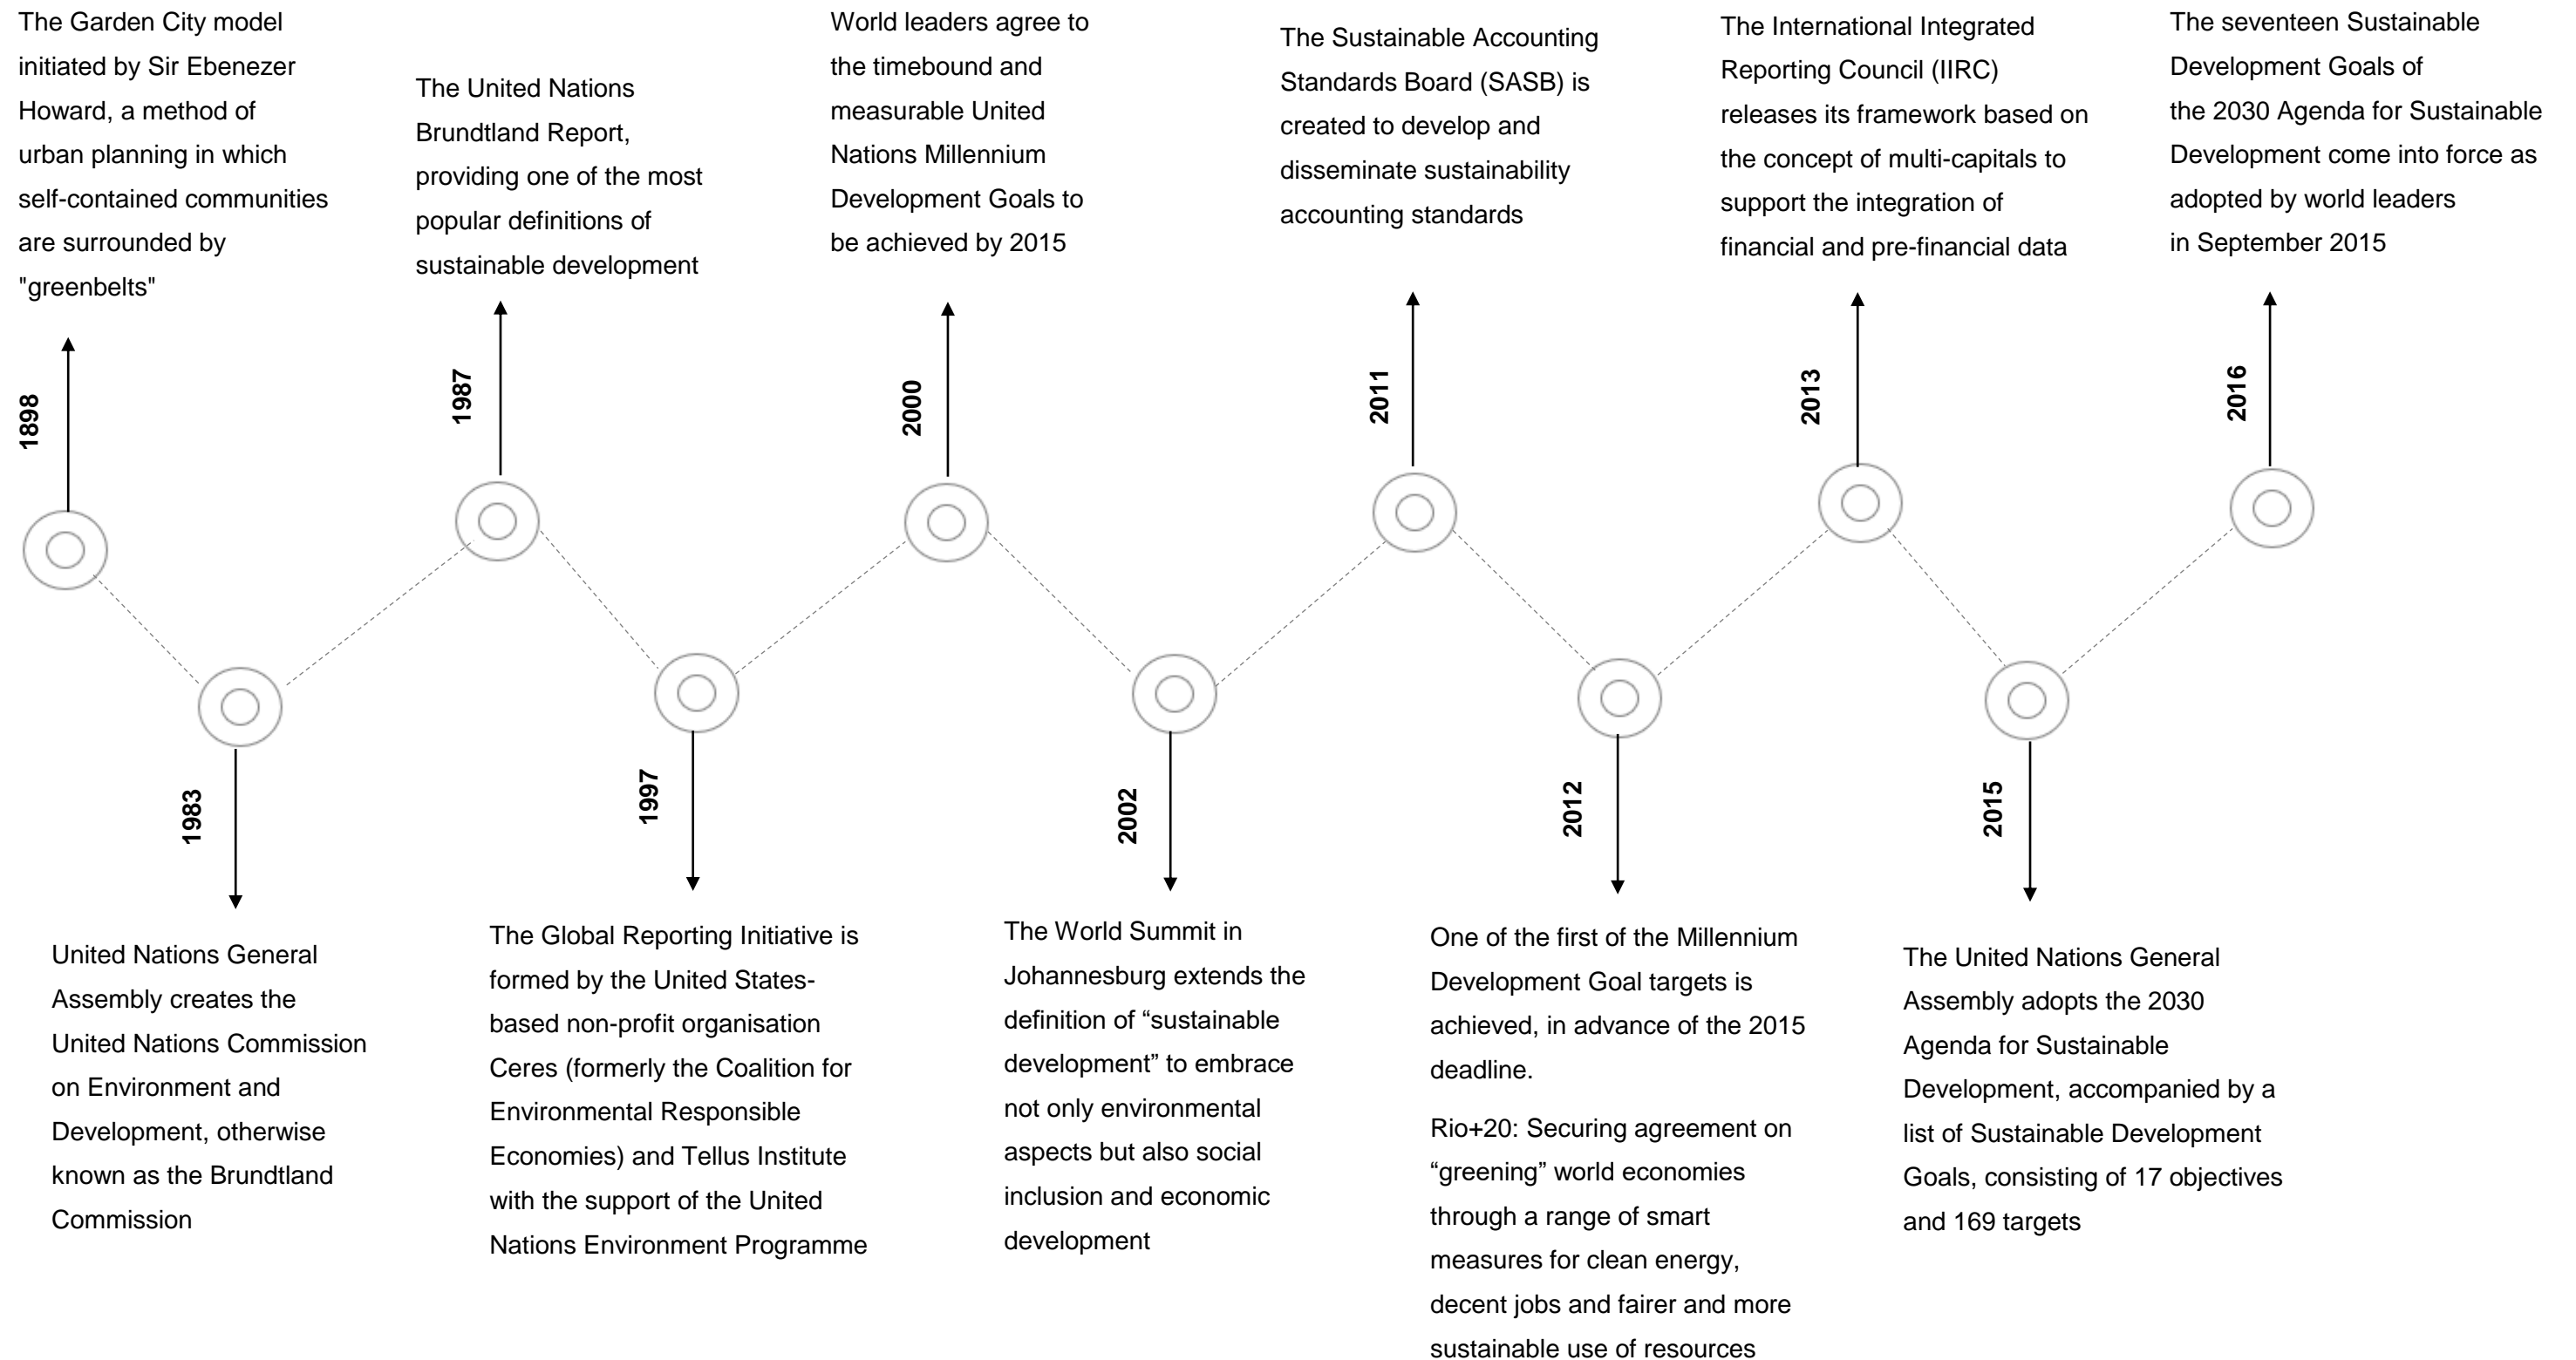 The Garden City model
initiated by Sir Ebenezer
Howard, a method of
urban planning in which
self-contained communities
are surrounded by
"greenbelts"
1898
United Nations General
Assembly creates the
United Nations Commission
on Environment and
Development, otherwise
known as the Brundtland
Commission
1983
The United Nations
Brundtland Report,
providing one of the most
popular definitions of
sustainable development
1987
The Global Reporting Initiative is
formed by the United States-
based non-profit organisation
Ceres (formerly the Coalition for
Environmental Responsible
Economies) and Tellus Institute
with the support of the United
Nations Environment Programme
1997
World leaders agree to
the timebound and
measurable United
Nations Millennium
Development Goals to
be achieved by 2015
2000
The World Summit in
Johannesburg extends the
definition of “sustainable
development” to embrace
not only environmental
aspects but also social
inclusion and economic
development
2002
The Sustainable Accounting
Standards Board (SASB) is
created to develop and
disseminate sustainability
accounting standards
2011
One of the first of the Millennium
Development Goal targets is
achieved, in advance of the 2015
deadline.
Rio+20: Securing agreement on
“greening” world economies
through a range of smart
measures for clean energy,
decent jobs and fairer and more
sustainable use of resources
2012
The International Integrated
Reporting Council (IIRC)
releases its framework based on
the concept of multi-capitals to
support the integration of
financial and pre-financial data
2013
The United Nations General
Assembly adopts the 2030
Agenda for Sustainable
Development, accompanied by a
list of Sustainable Development
Goals, consisting of 17 objectives
and 169 targets
2015
The seventeen Sustainable
Development Goals of
the 2030 Agenda for Sustainable
Development come into force as
adopted by world leaders
in September 2015
2016